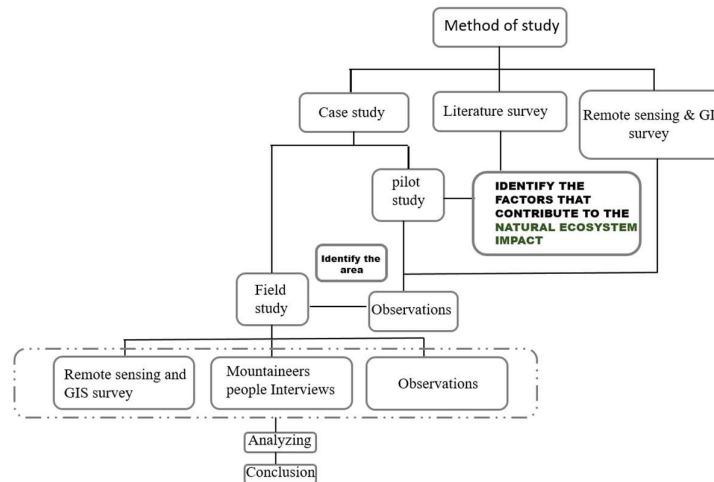 Method of study
Case study
Literature survey
Remote sensing & GI
survey
pilot
study
IDENTIFY THE
FACTORS THAT
CONTRIBUTE TO THE
NATURAL ECOSYSTEM
IMPACT
Identify the
area
Field
study
Observations
Remote sensing and
GIS survey
Mountaineers
people Interviews
Observations
Analyzing
Conclusion